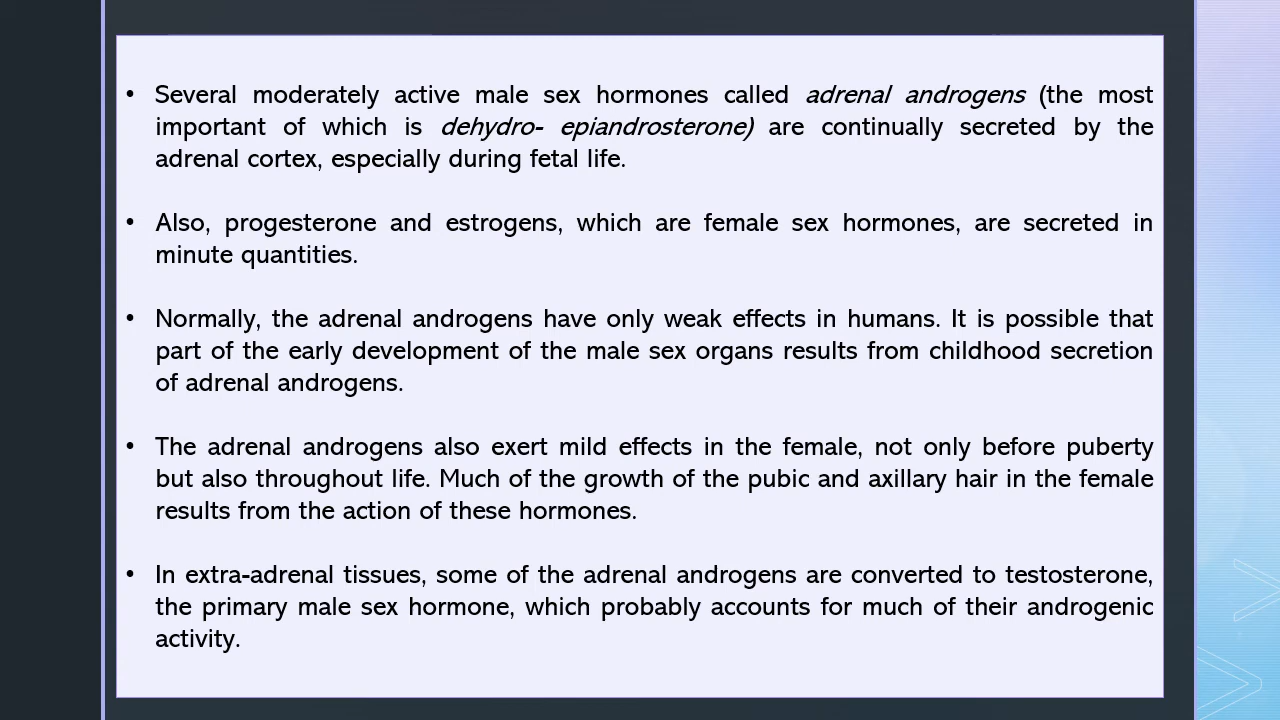 • Several moderately active male sex hormones called adrenal androgens (the most
important of which is dehydro- epiandrosterone) are continually secreted by the
adrenal cortex, especially during fetal life.
• Also, progesterone and estrogens, which are female sex hormones, are secreted in
minute quantities.
• Normally, the adrenal androgens have only weak effects in humans. It is possible that
part of the early development of the male sex organs results from childhood secretion
of adrenal androgens.
• The adrenal androgens also exert mild effects in the female, not only before puberty
but also throughout life. Much of the growth of the pubic and axillary hair in the female
results from the action of these hormones.
• In extra-adrenal tissues, some of the adrenal androgens are converted to testosterone,
the primary male sex hormone, which probably accounts for much of their androgenic
activity.